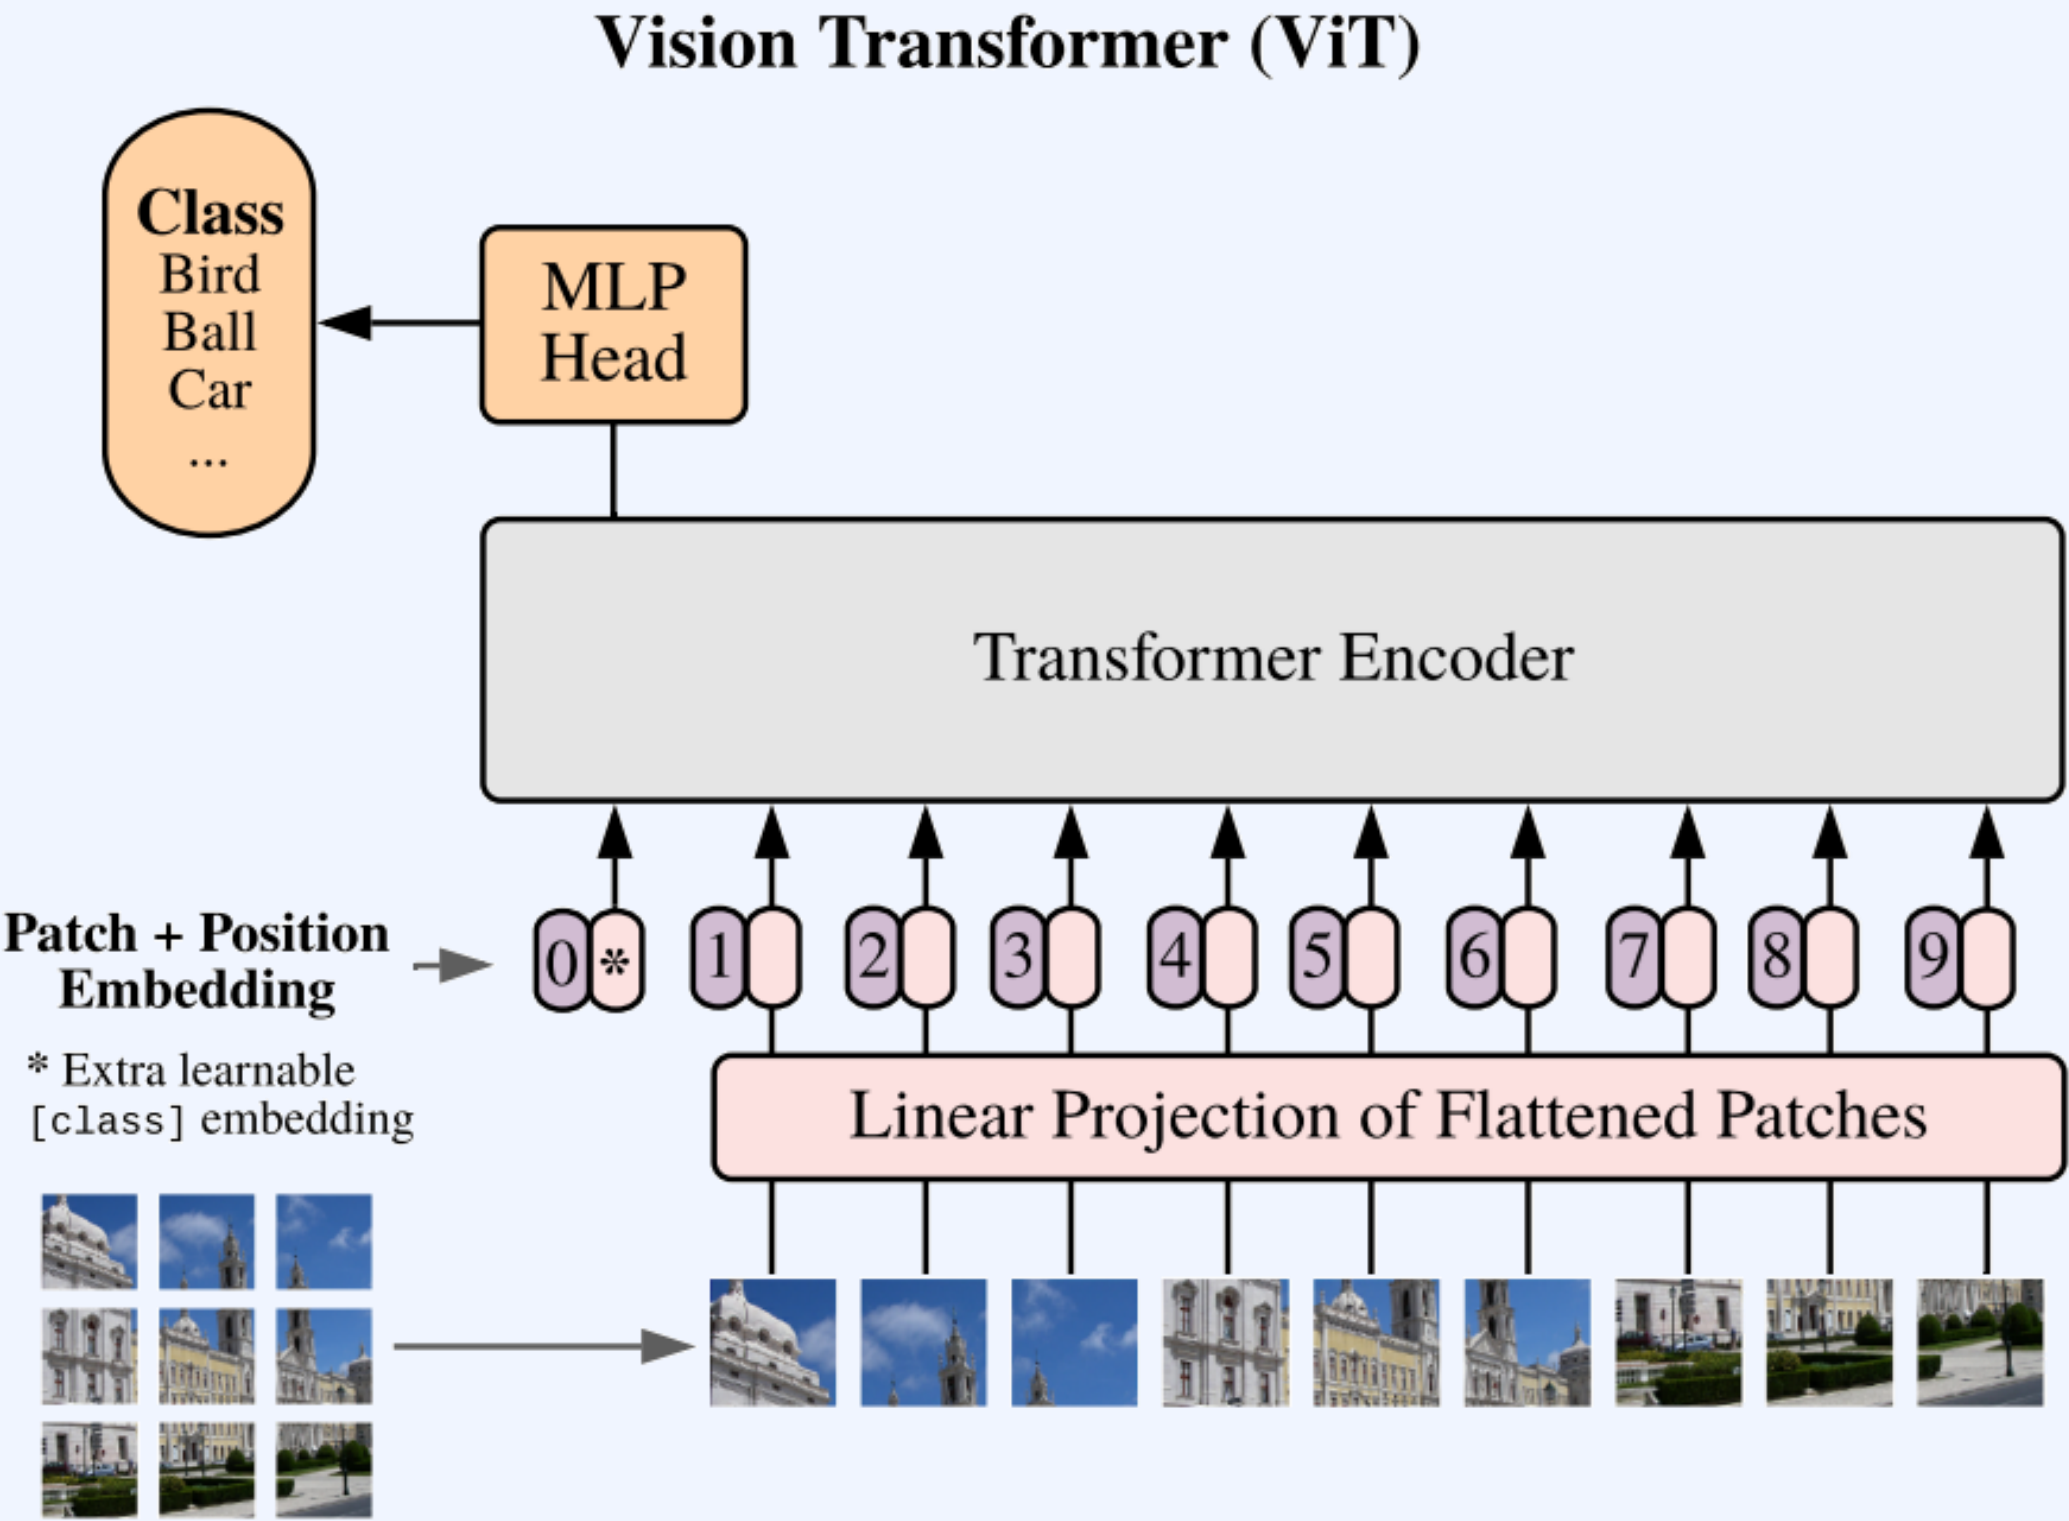 Vision Transformer (ViT)
Class
Bird
Ball
Car
...
MLP
Head
Transformer Encoder
Patch + Position
Embedding
0 * 1 2 3 4 5 6 7 8 9
* Extra learnable
[class] embedding
Linear Projection of Flattened Patches